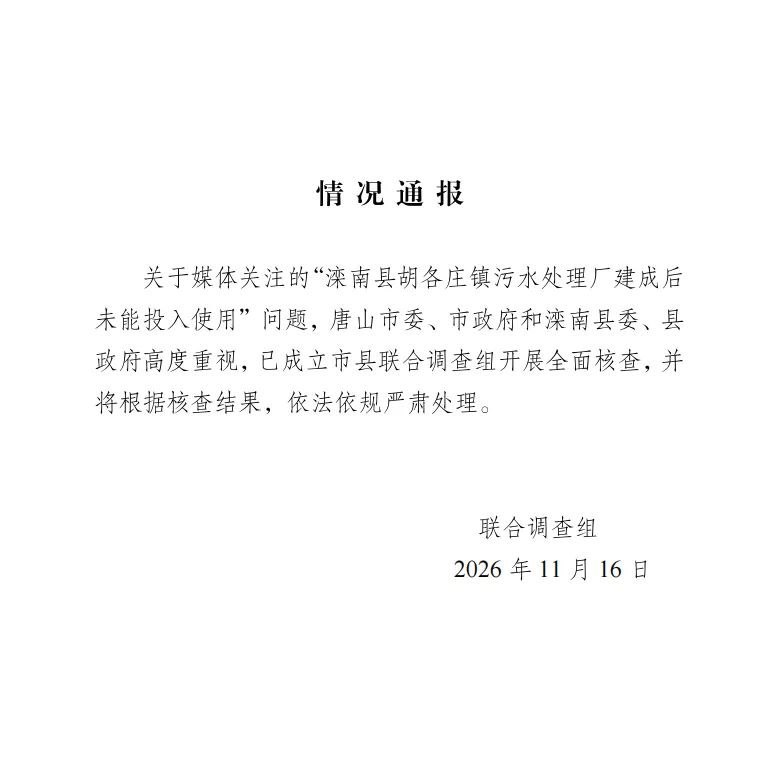 情况通报
关于媒体关注的“滦南县胡各庄镇污水处理厂建成后
未能投入使用”问题，唐山市委、市政府和滦南县委、县
政府高度重视，已成立市县联合调查组开展全面核查，并
将根据核查结果，依法依规严肃处理。
联合调查组
2026 年 11 月 16 日